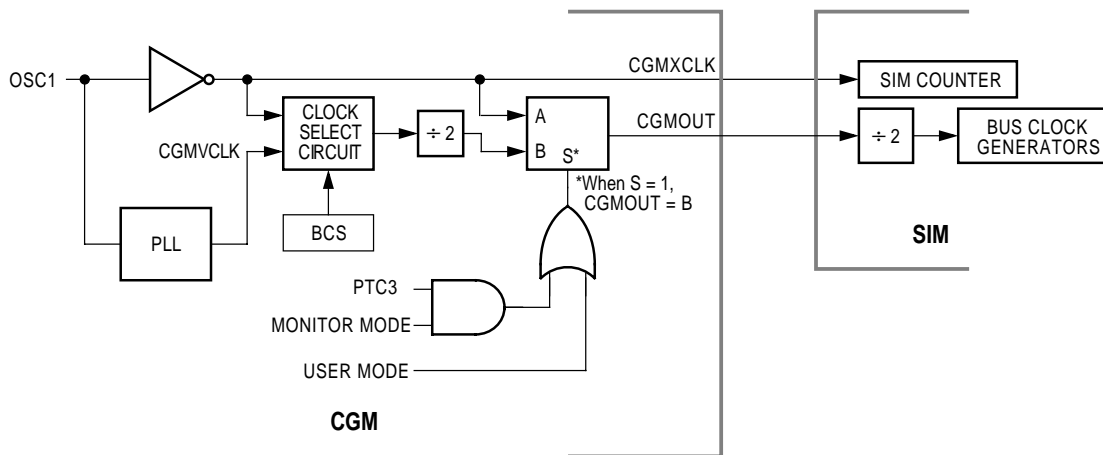 OSC1
CGMXCLK
SIM COUNTER
CLOCK
SELECT
CIRCUIT
÷ 2
A
B
S*
CGMOUT
÷ 2
BUS CLOCK
GENERATORS
CGMVCLK
*When S = 1,
CGMOUT = B
PLL
BCS
SIM
PTC3
MONITOR MODE
USER MODE
CGM